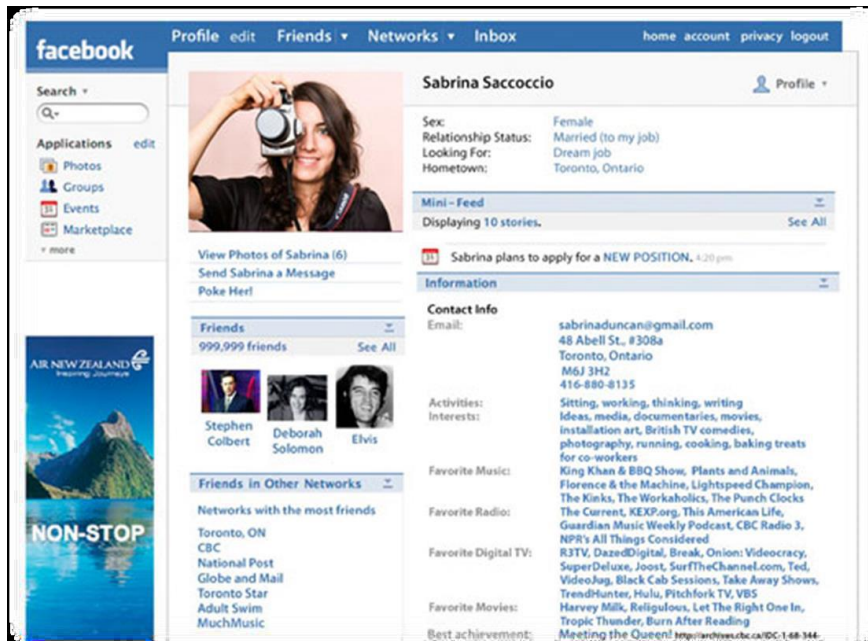 facebook
Profile edit Friends ▾ Networks ▾ Inbox
home account privacy logout
Search ▾
Applications edit
Photos
Groups
Events
Marketplace
▾ more
AIR NEW ZEALAND
Inspiring Journeys
NON-STOP
View Photos of Sabrina (6)
Send Sabrina a Message
Poke Her!
Friends
999,999 friends See All
Stephen
Colbert
Deborah
Solomon
Elvis
Friends in Other Networks
Networks with the most friends
Toronto, ON
CBC
National Post
Globe and Mail
Toronto Star
Adult Swim
MuchMusic
Sabrina Saccoccio
Profile ▾
Sex: Female
Relationship Status: Married (to my job)
Looking For: Dream job
Hometown: Toronto, Ontario
Mini-Feed
Displaying 10 stories. See All
31 Sabrina plans to apply for a NEW POSITION. 4:20 pm
Information
Contact Info
Email: sabrinaduncan@gmail.com
48 Abell St., #308a
Toronto, Ontario
M6J 3H2
416-880-8135
Activities: Sitting, working, thinking, writing
Interests: Ideas, media, documentaries, movies,
installation art, British TV comedies,
photography, running, cooking, baking treats
for co-workers
Favorite Music: King Khan & BBQ Show, Plants and Animals,
Florence & the Machine, Lightspeed Champion,
The Kinks, The Workaholics, The Punch Clocks
Favorite Radio: The Current, KEXP.org, This American Life,
Guardian Music Weekly Podcast, CBC Radio 3,
NPR's All Things Considered
Favorite Digital TV: R3TV, DazedDigital, Break, Onion: Videocracy,
SuperDeluxe, Joost, SurfTheChannel.com, Ted,
VideoJug, Black Cab Sessions, Take Away Shows,
TrendHunter, Hulu, Pitchfork TV, VBS
Favorite Movies: Harvey Milk, Religulous, Let The Right One In,
Tropic Thunder, Burn After Reading
Best achievement: Meeting the Queen!